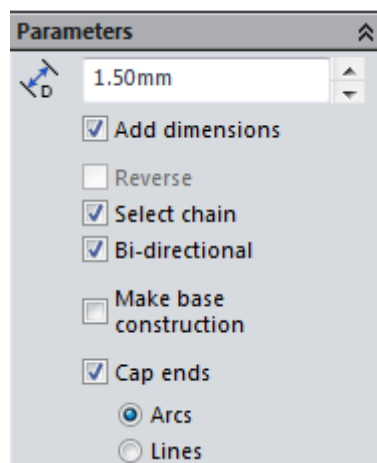 Parameters
D
1.50mm
Add dimensions
Reverse
Select chain
Bi-directional
Make base
construction
Cap ends
Arcs
Lines